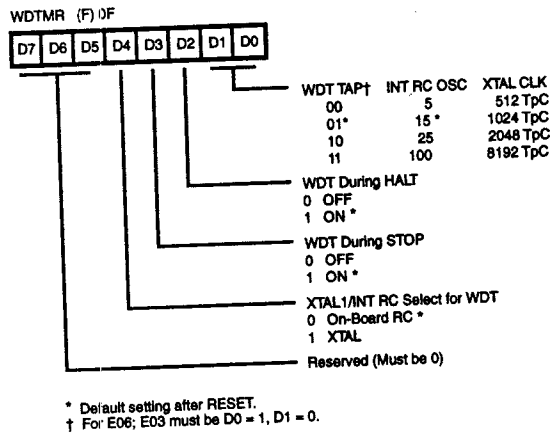 WDTMR (F) 0F
D7 D6 D5 D4 D3 D2 D1 D0
WDT TAP† INT RC OSC XTAL CLK
00 5 512 TpC
01* 15 * 1024 TpC
10 25 2048 TpC
11 100 8192 TpC
WDT During HALT
0 OFF
1 ON *
WDT During STOP
0 OFF
1 ON *
XTAL1/INT RC Select for WDT
0 On-Board RC *
1 XTAL
Reserved (Must be 0)
* Default setting after RESET.
† For E06; E03 must be D0 = 1, D1 = 0.